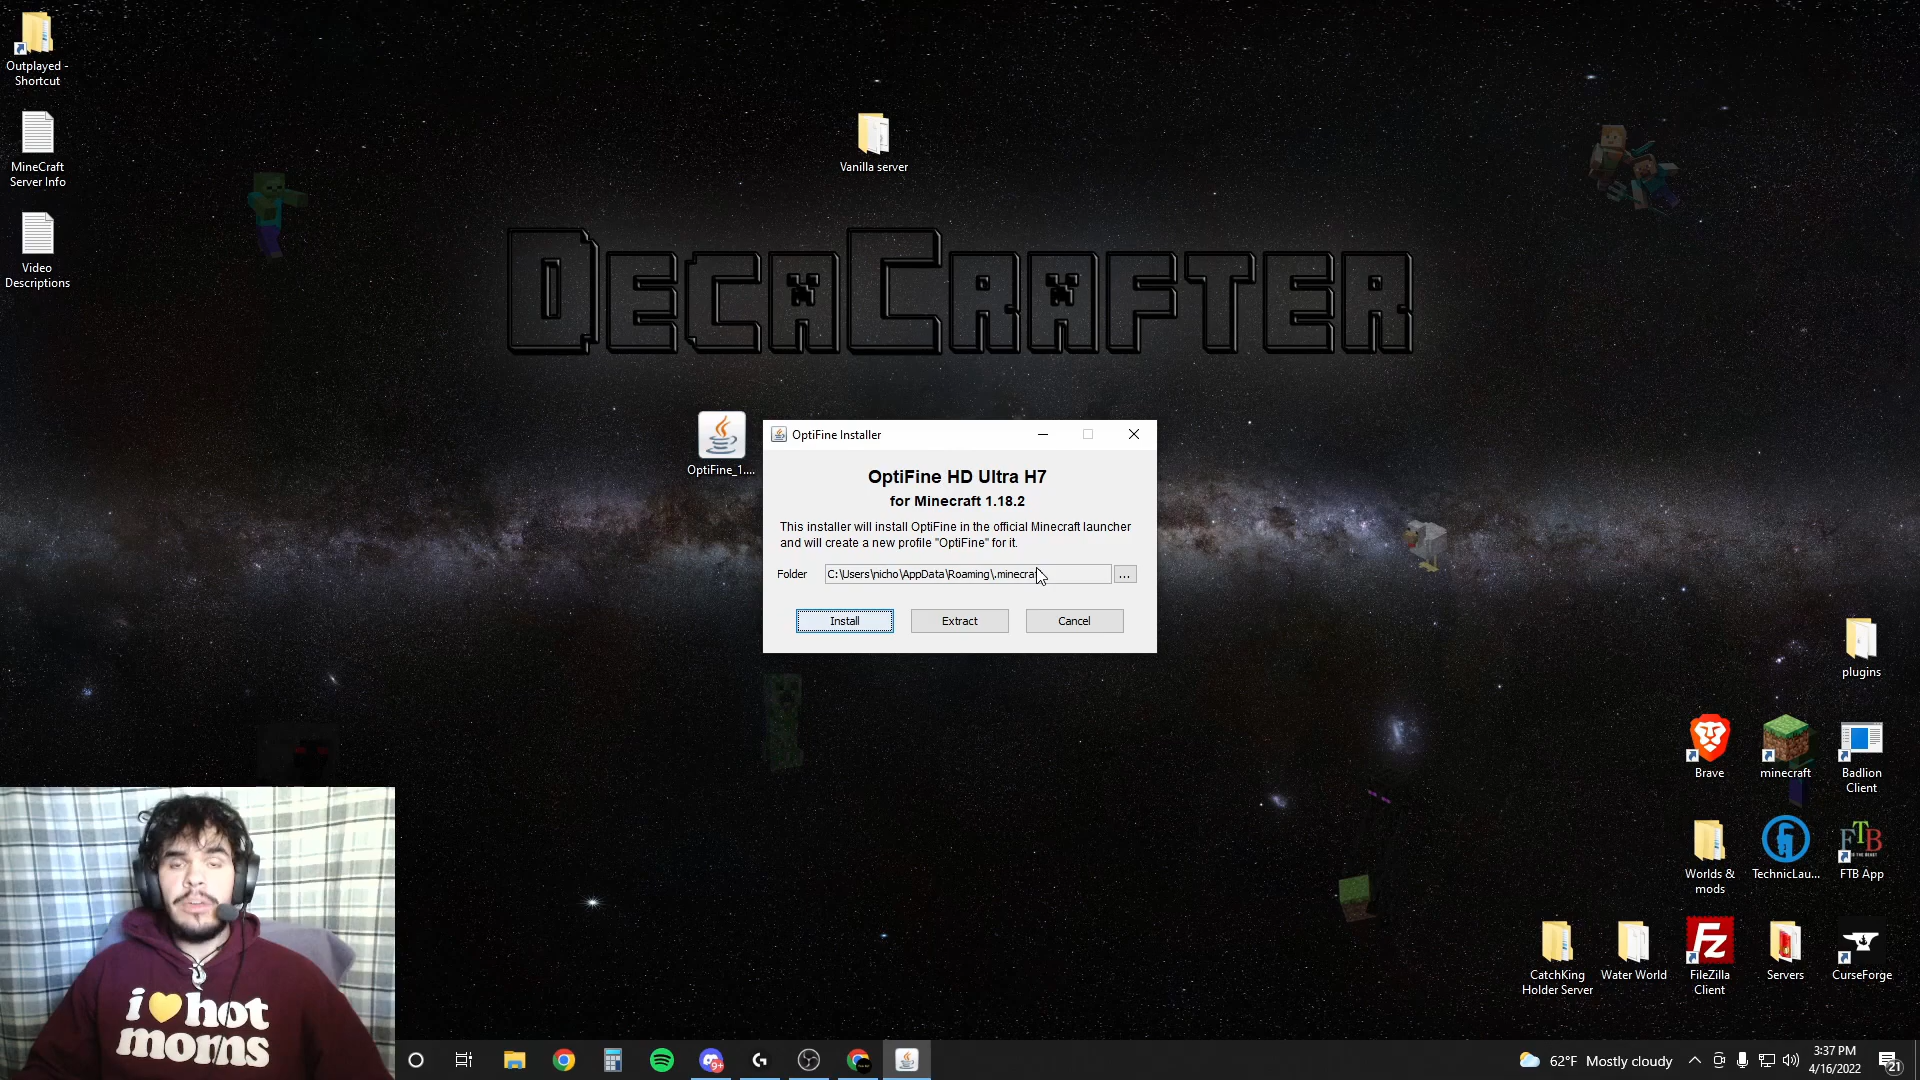 Outplayed -
Shortcut
MineCraft
Server Info
Video
Descriptions
Vanilla server
DecaCrafter
OptiFine_1....
OptiFine Installer
OptiFine HD Ultra H7
for Minecraft 1.18.2
This installer will install OptiFine in the official Minecraft launcher
and will create a new profile "OptiFine" for it.
Folder
C:\Users\nicho\AppData\Roaming\.minecraft
...
Install
Extract
Cancel
plugins
Brave
minecraft
Badlion
Client
Worlds &
mods
TechnicLau...
FTB
FTB App
CatchKing
Holder Server
Water World
Fz
FileZilla
Client
Servers
CurseForge
i hot
moms
9+
62°F Mostly cloudy
3:37 PM
4/16/2022
21